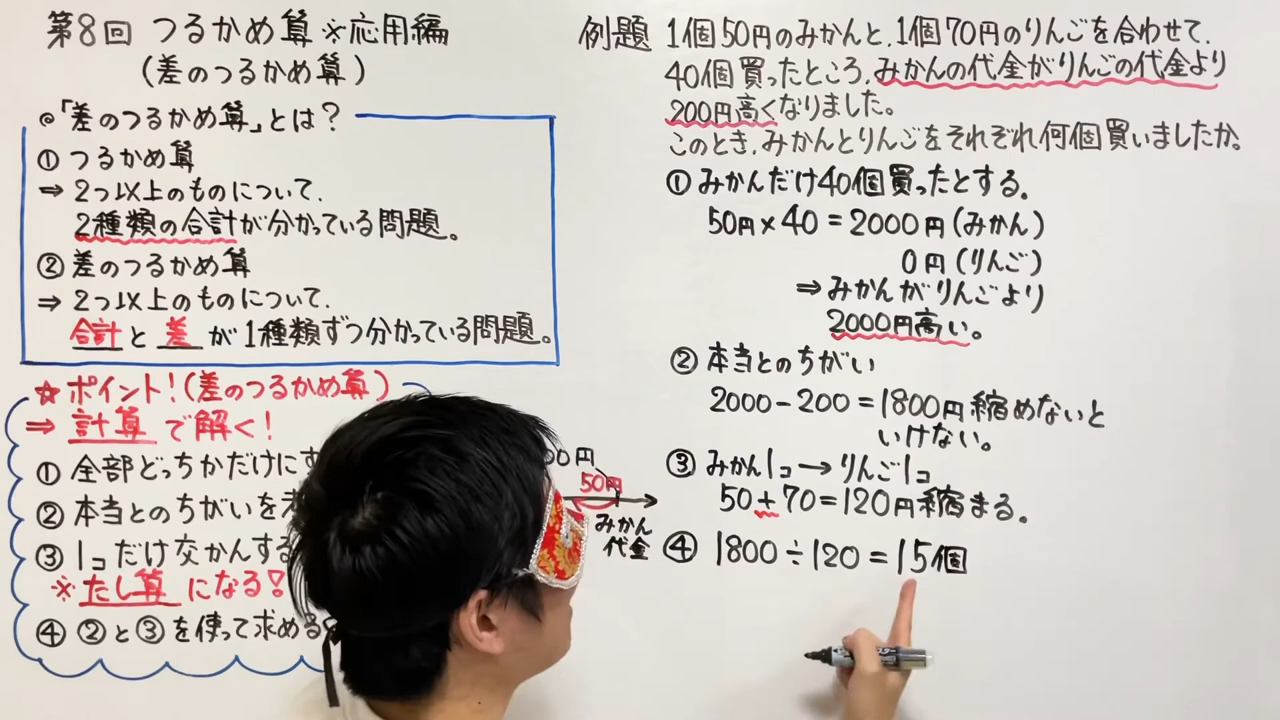 第8回 つるかめ算 ※応用編
(差のつるかめ算)
◎「差のつるかめ算」とは?
① つるかめ算
⇒ 2つ以上のものについて.
2種類の合計が分かっている問題。
② 差のつるかめ算
⇒ 2つ以上のものについて.
合計と差が1種類ずつ分かっている問題。
☆ポイント!(差のつるかめ算)
⇒ 計算で解く!
① 全部どっちかだけに
② 本当とのちがいを
③ 1コだけ交かんする
※たし算になる!
④ ②と③を使って求める
0円
50円
みかん
代金
例題 1個50円のみかんと、1個70円のりんごを合わせて、
40個買ったところ、みかんの代金がりんごの代金より
200円高くなりました。
このとき、みかんとりんごをそれぞれ何個買いましたか。
① みかんだけ40個買ったとする。
50円×40=2000円(みかん)
0円(りんご)
⇒みかんがりんごより
2000円高い。
② 本当とのちがい
2000-200=1800円縮めないと
いけない。
③ みかん1コ→りんご1コ
50+70=120円縮まる。
④ 1800÷120=15個